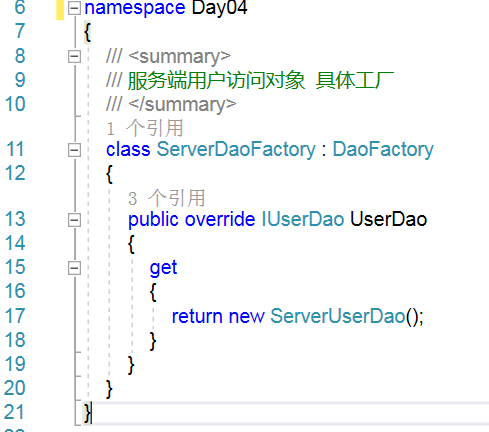 6 namespace Day04
7 {
8 /// <summary>
9 /// 服务端用户访问对象 具体工厂
10 /// </summary>
1 个引用
11 class ServerDaoFactory : DaoFactory
12 {
3 个引用
13 public override IUserDao UserDao
14 {
15 get
16 {
17 return new ServerUserDao();
18 }
19 }
20 }
21 }